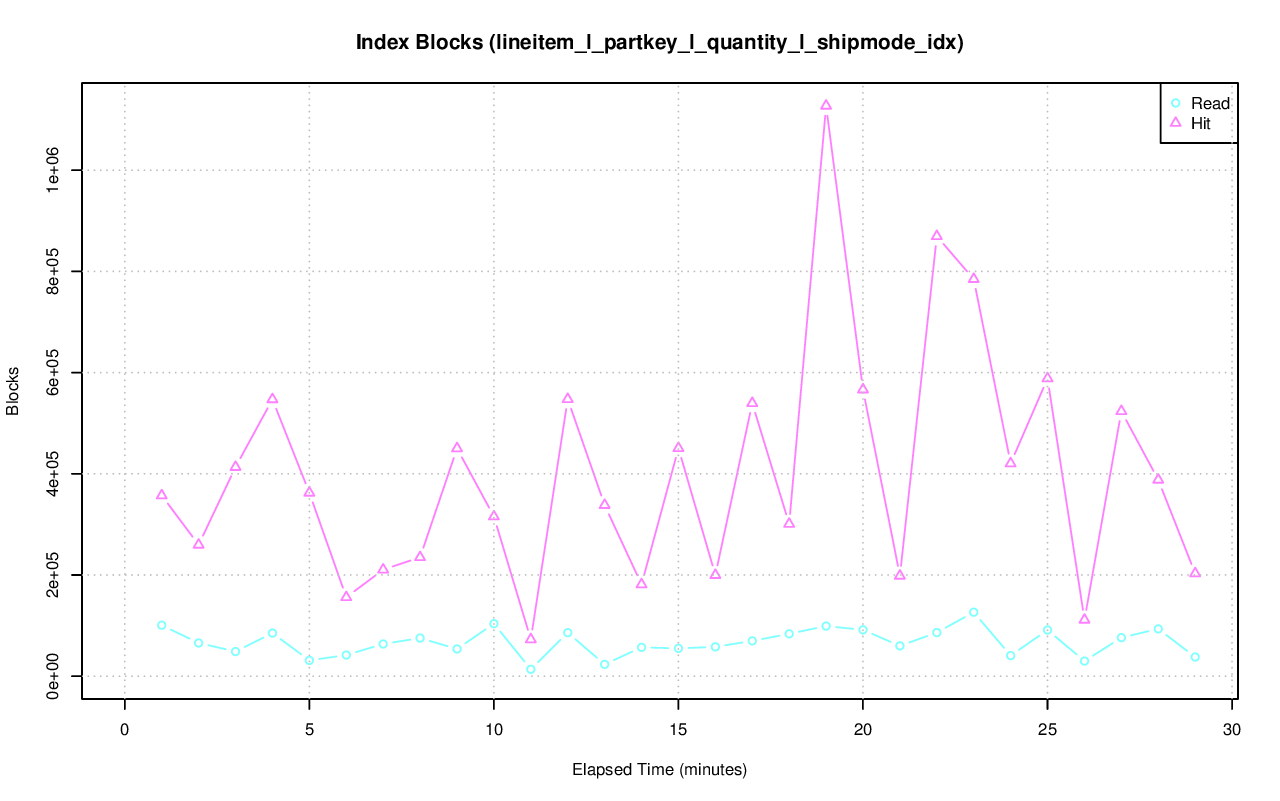 Index Blocks (lineitem_l_partkey_l_quantity_l_shipmode_idx)
Read
Hit
Blocks
1e+06
8e+05
6e+05
4e+05
2e+05
0e+00
0 5 10 15 20 25 30
Elapsed Time (minutes)